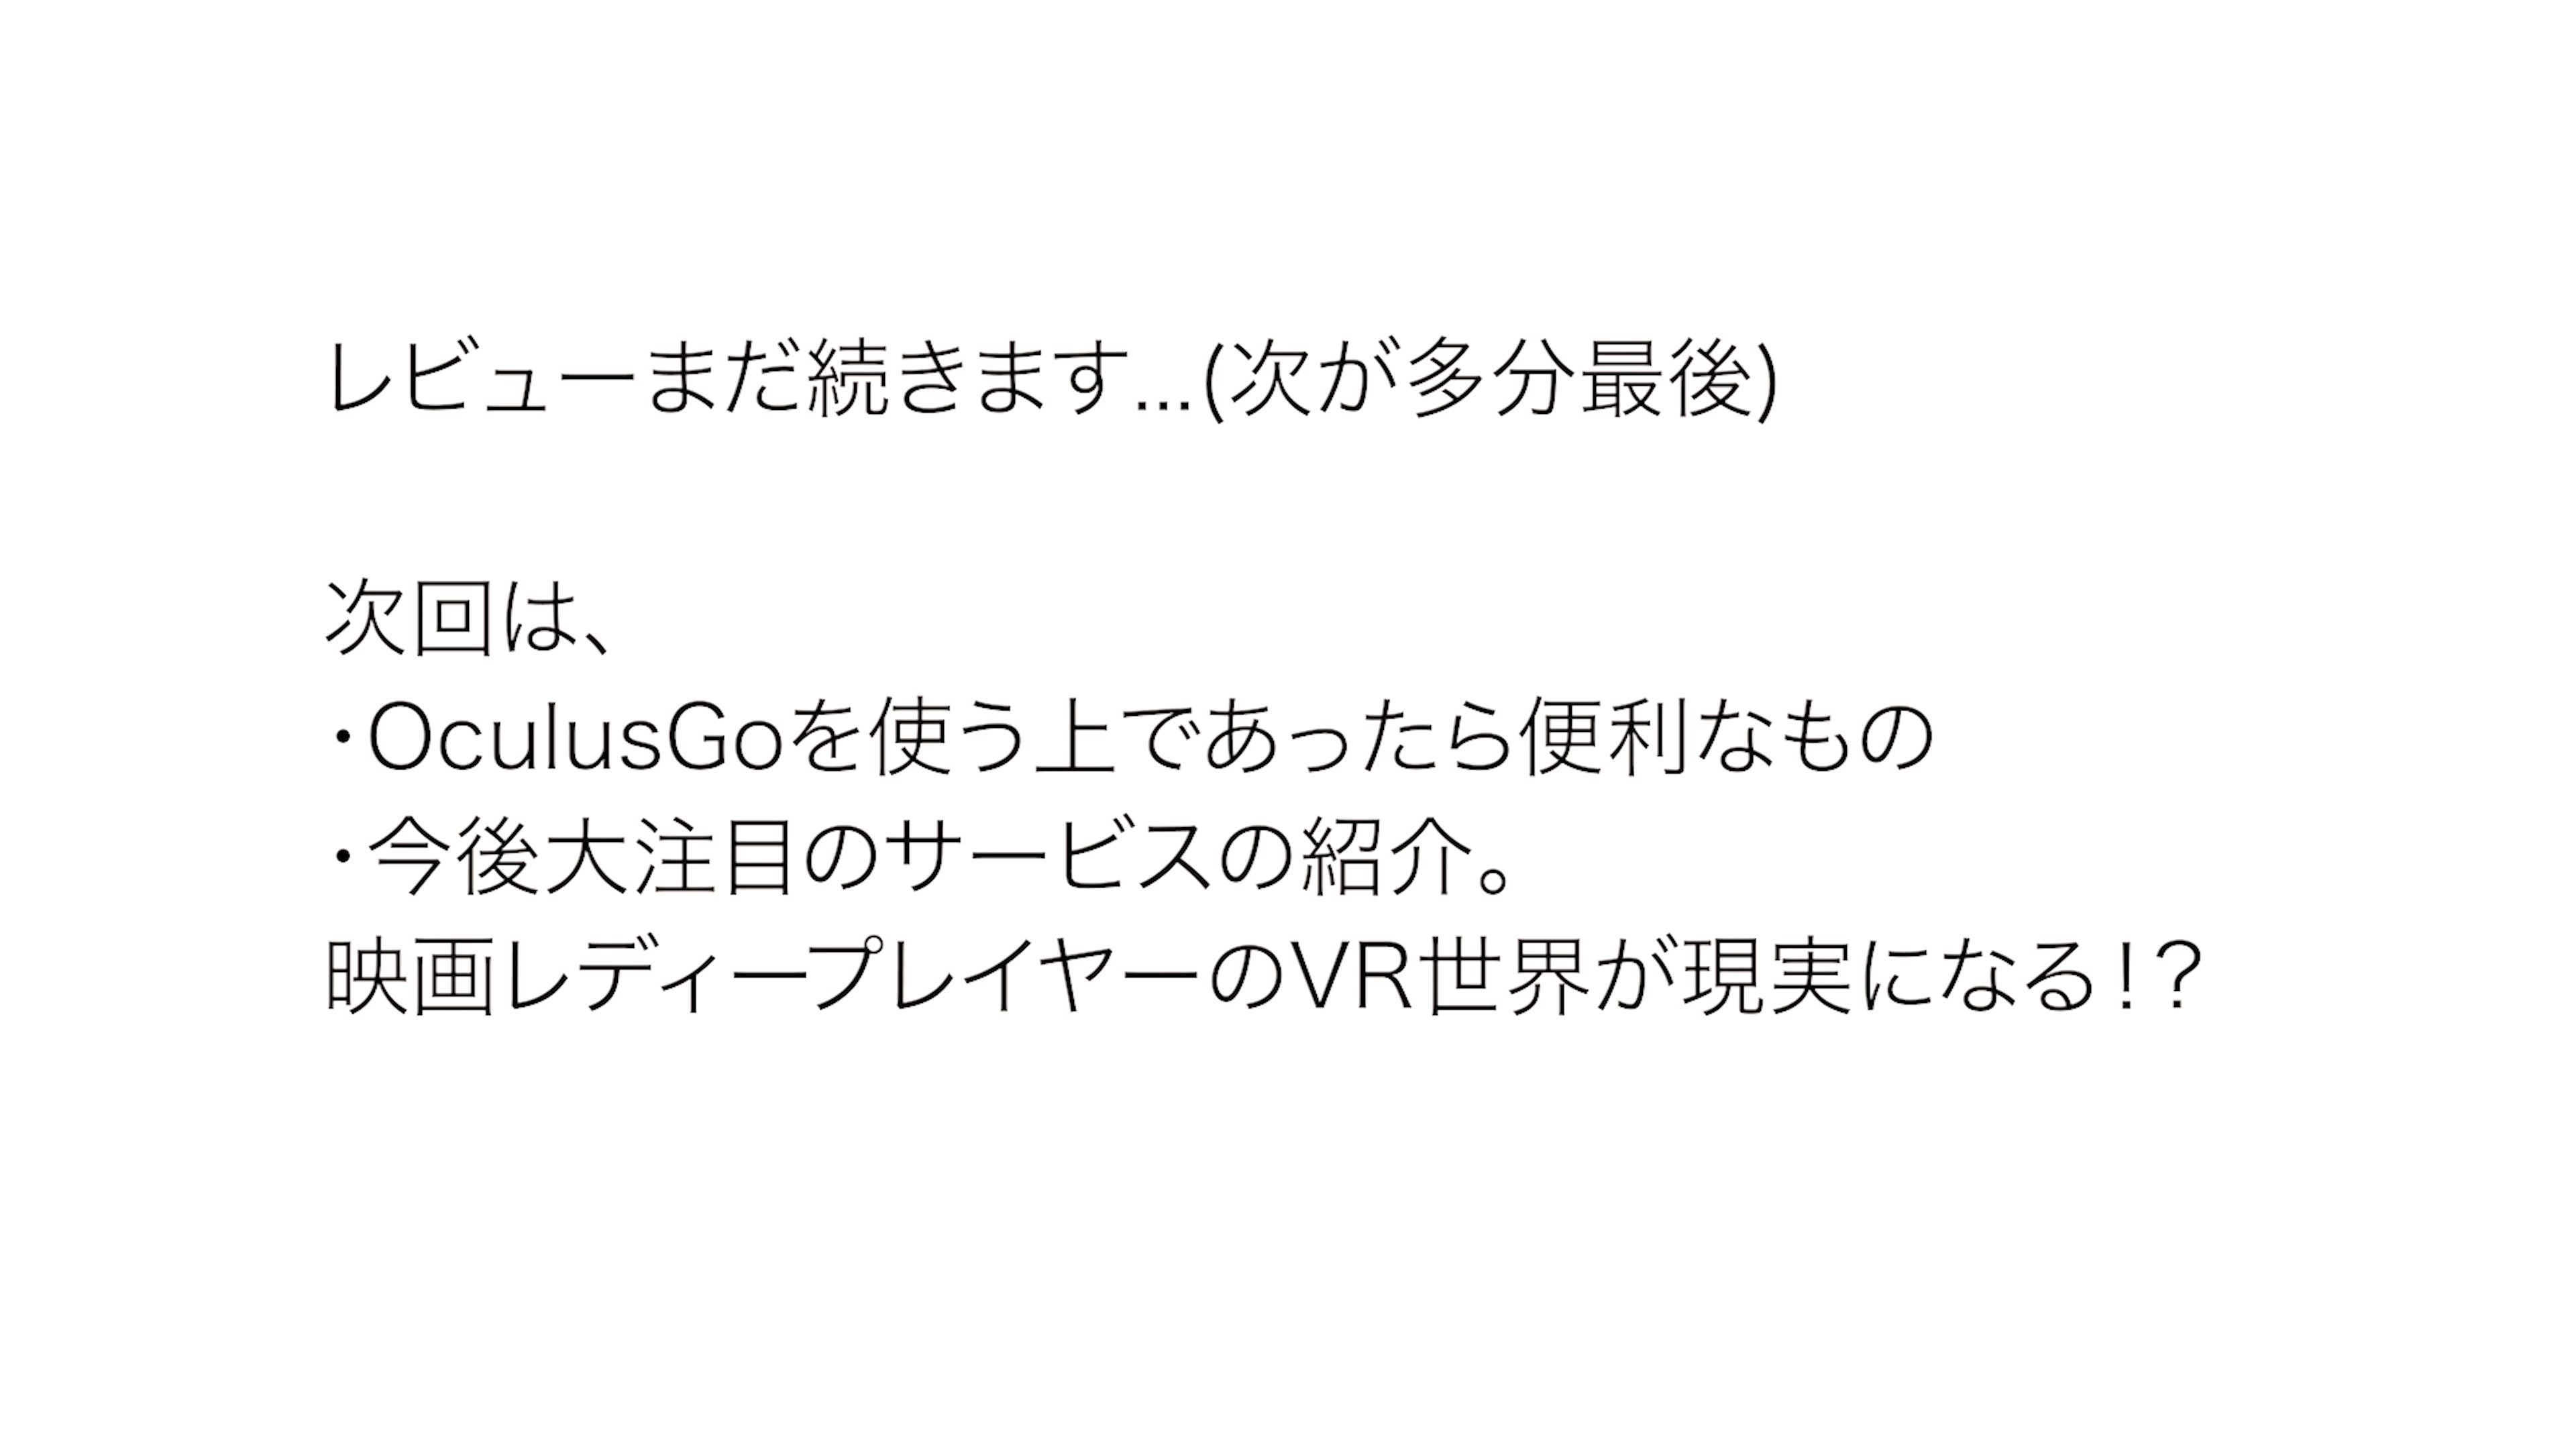 レビューまだ続きます...(次が多分最後)
次回は、
・OculusGoを使う上であったら便利なもの
・今後大注目のサービスの紹介。
映画レディープレイヤーのVR世界が現実になる！？